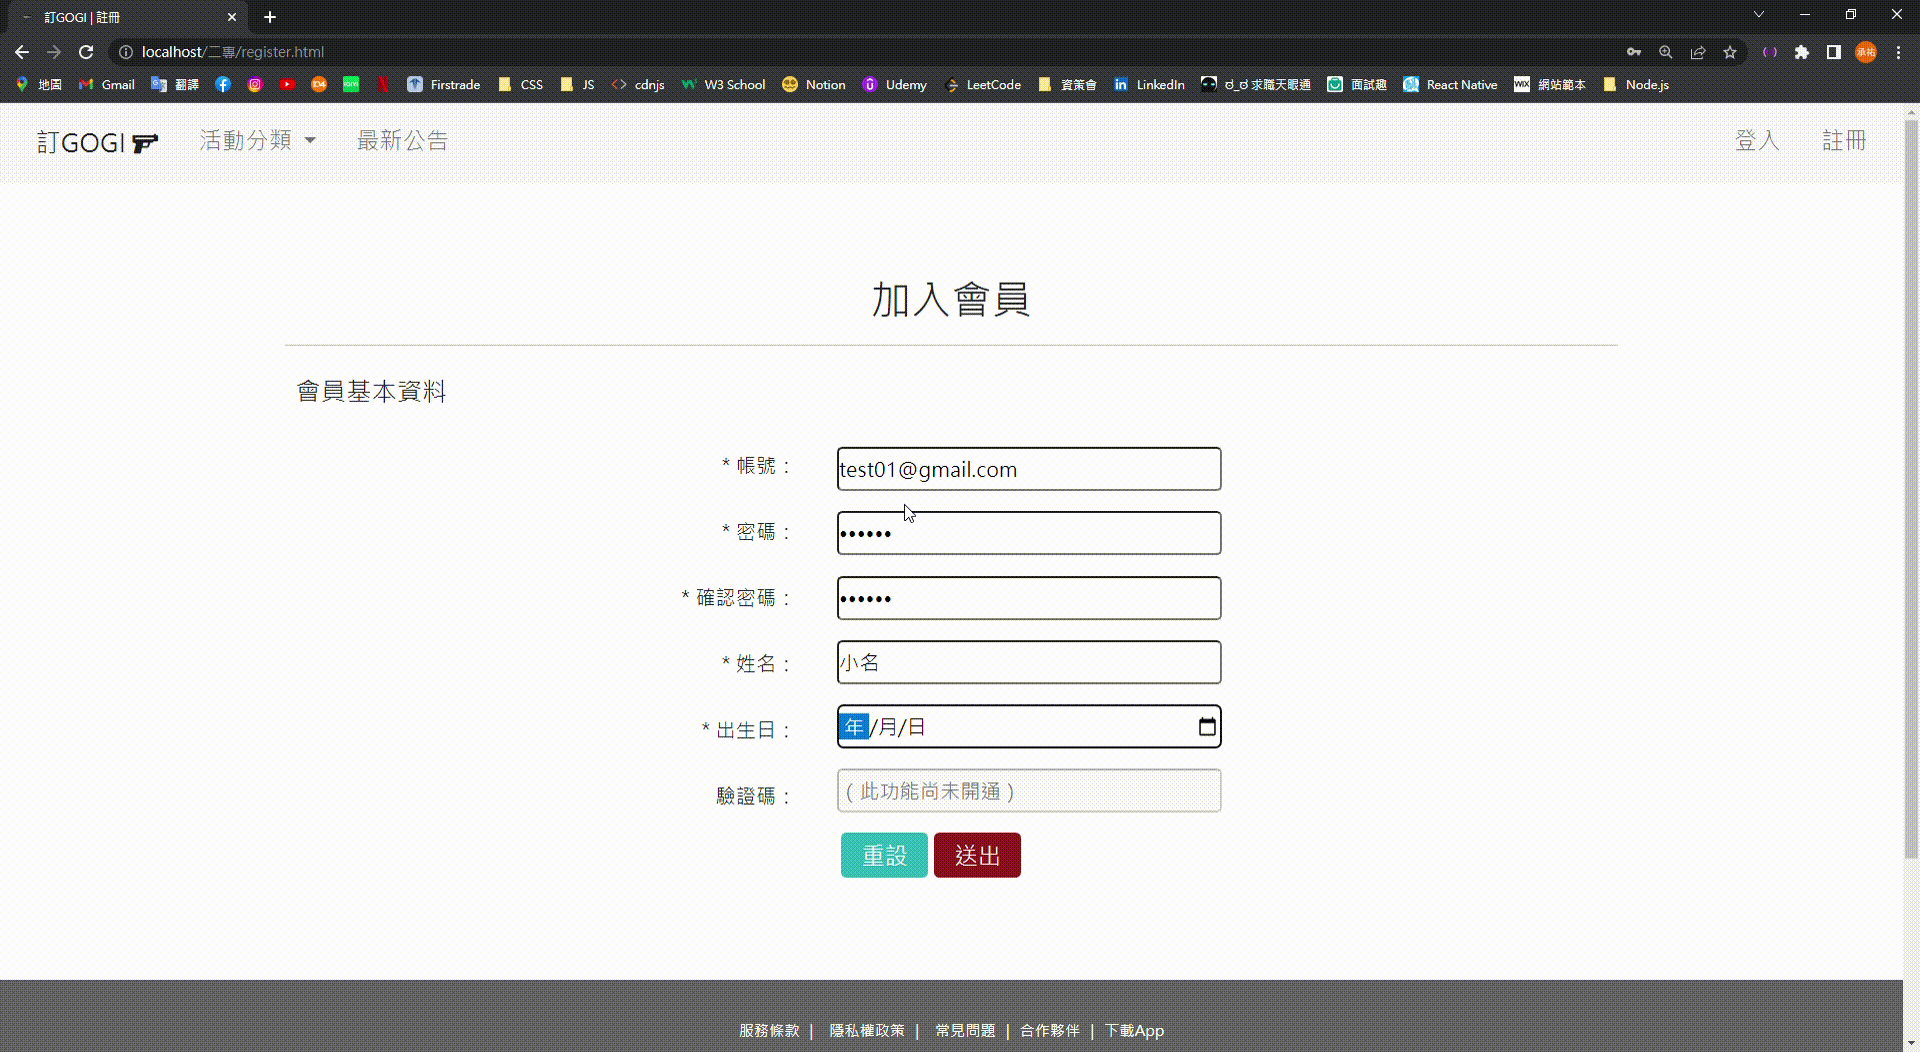 訂GOGI | 註冊
localhost/二專/register.html
承祐
地圖 Gmail 翻譯 Firstrade CSS JS cdnjs W3 School Notion Udemy LeetCode 資策會 LinkedIn ಠ_ಠ 求職天眼通 面試趣 React Native WIX 網站範本 Node.js
訂GOGI 活動分類 最新公告 登入 註冊
加入會員
會員基本資料
* 帳號： test01@gmail.com
* 密碼： ••••••
* 確認密碼： ••••••
* 姓名： 小名
* 出生日： 年/月/日
驗證碼： （此功能尚未開通）
重設 送出
服務條款 | 隱私權政策 | 常見問題 | 合作夥伴 | 下載App